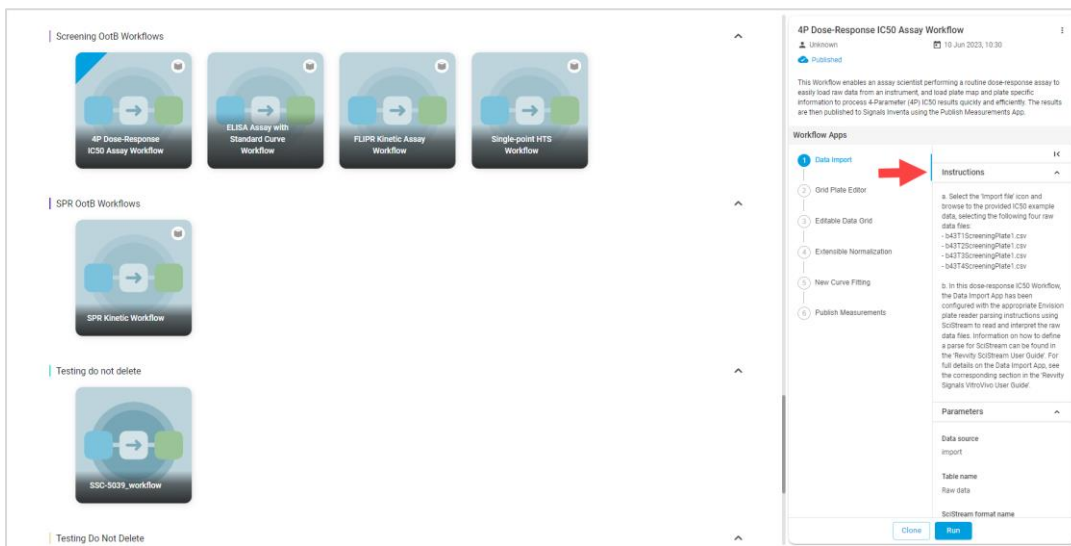 Screening OotB Workflows
4P Dose-Response
IC50 Assay Workflow
ELISA Assay with
Standard Curve
Workflow
FLIPR Kinetic Assay
Workflow
Single-point HTS
Workflow
SPR OotB Workflows
SPR Kinetic Workflow
Testing do not delete
SSC-5039_workflow
Testing Do Not Delete
4P Dose-Response IC50 Assay Workflow
Unknown
10 Jun 2023, 10:30
Published
This Workflow enables an assay scientist performing a routine dose-response assay to
easily load raw data from an instrument, and load plate map and plate specific
information to process 4-Parameter (4P) IC50 results quickly and efficiently. The results
are then published to Signals Inventa using the Publish Measurements App.
Workflow Apps
1 Data Import
2 Grid Plate Editor
3 Editable Data Grid
4 Extensible Normalization
5 New Curve Fitting
6 Publish Measurements
Instructions
a. Select the 'Import file' icon and
browse to the provided IC50 example
data, selecting the following four raw
data files:
- b43T1ScreeningPlate1.csv
- b43T2ScreeningPlate1.csv
- b43T3ScreeningPlate1.csv
- b43T4ScreeningPlate1.csv
b. In this dose-response IC50 Workflow,
the Data Import App has been
configured with the appropriate Envision
plate reader parsing instructions using
SciStream to read and interpret the raw
data files. Information on how to define
a parse for SciStream can be found in
the 'Revvity SciStream User Guide'. For
full details on the Data Import App, see
the corresponding section in the 'Revvity
Signals VitroVivo User Guide'.
Parameters
Data source
import
Table name
Raw data
SciStream format name
Clone
Run